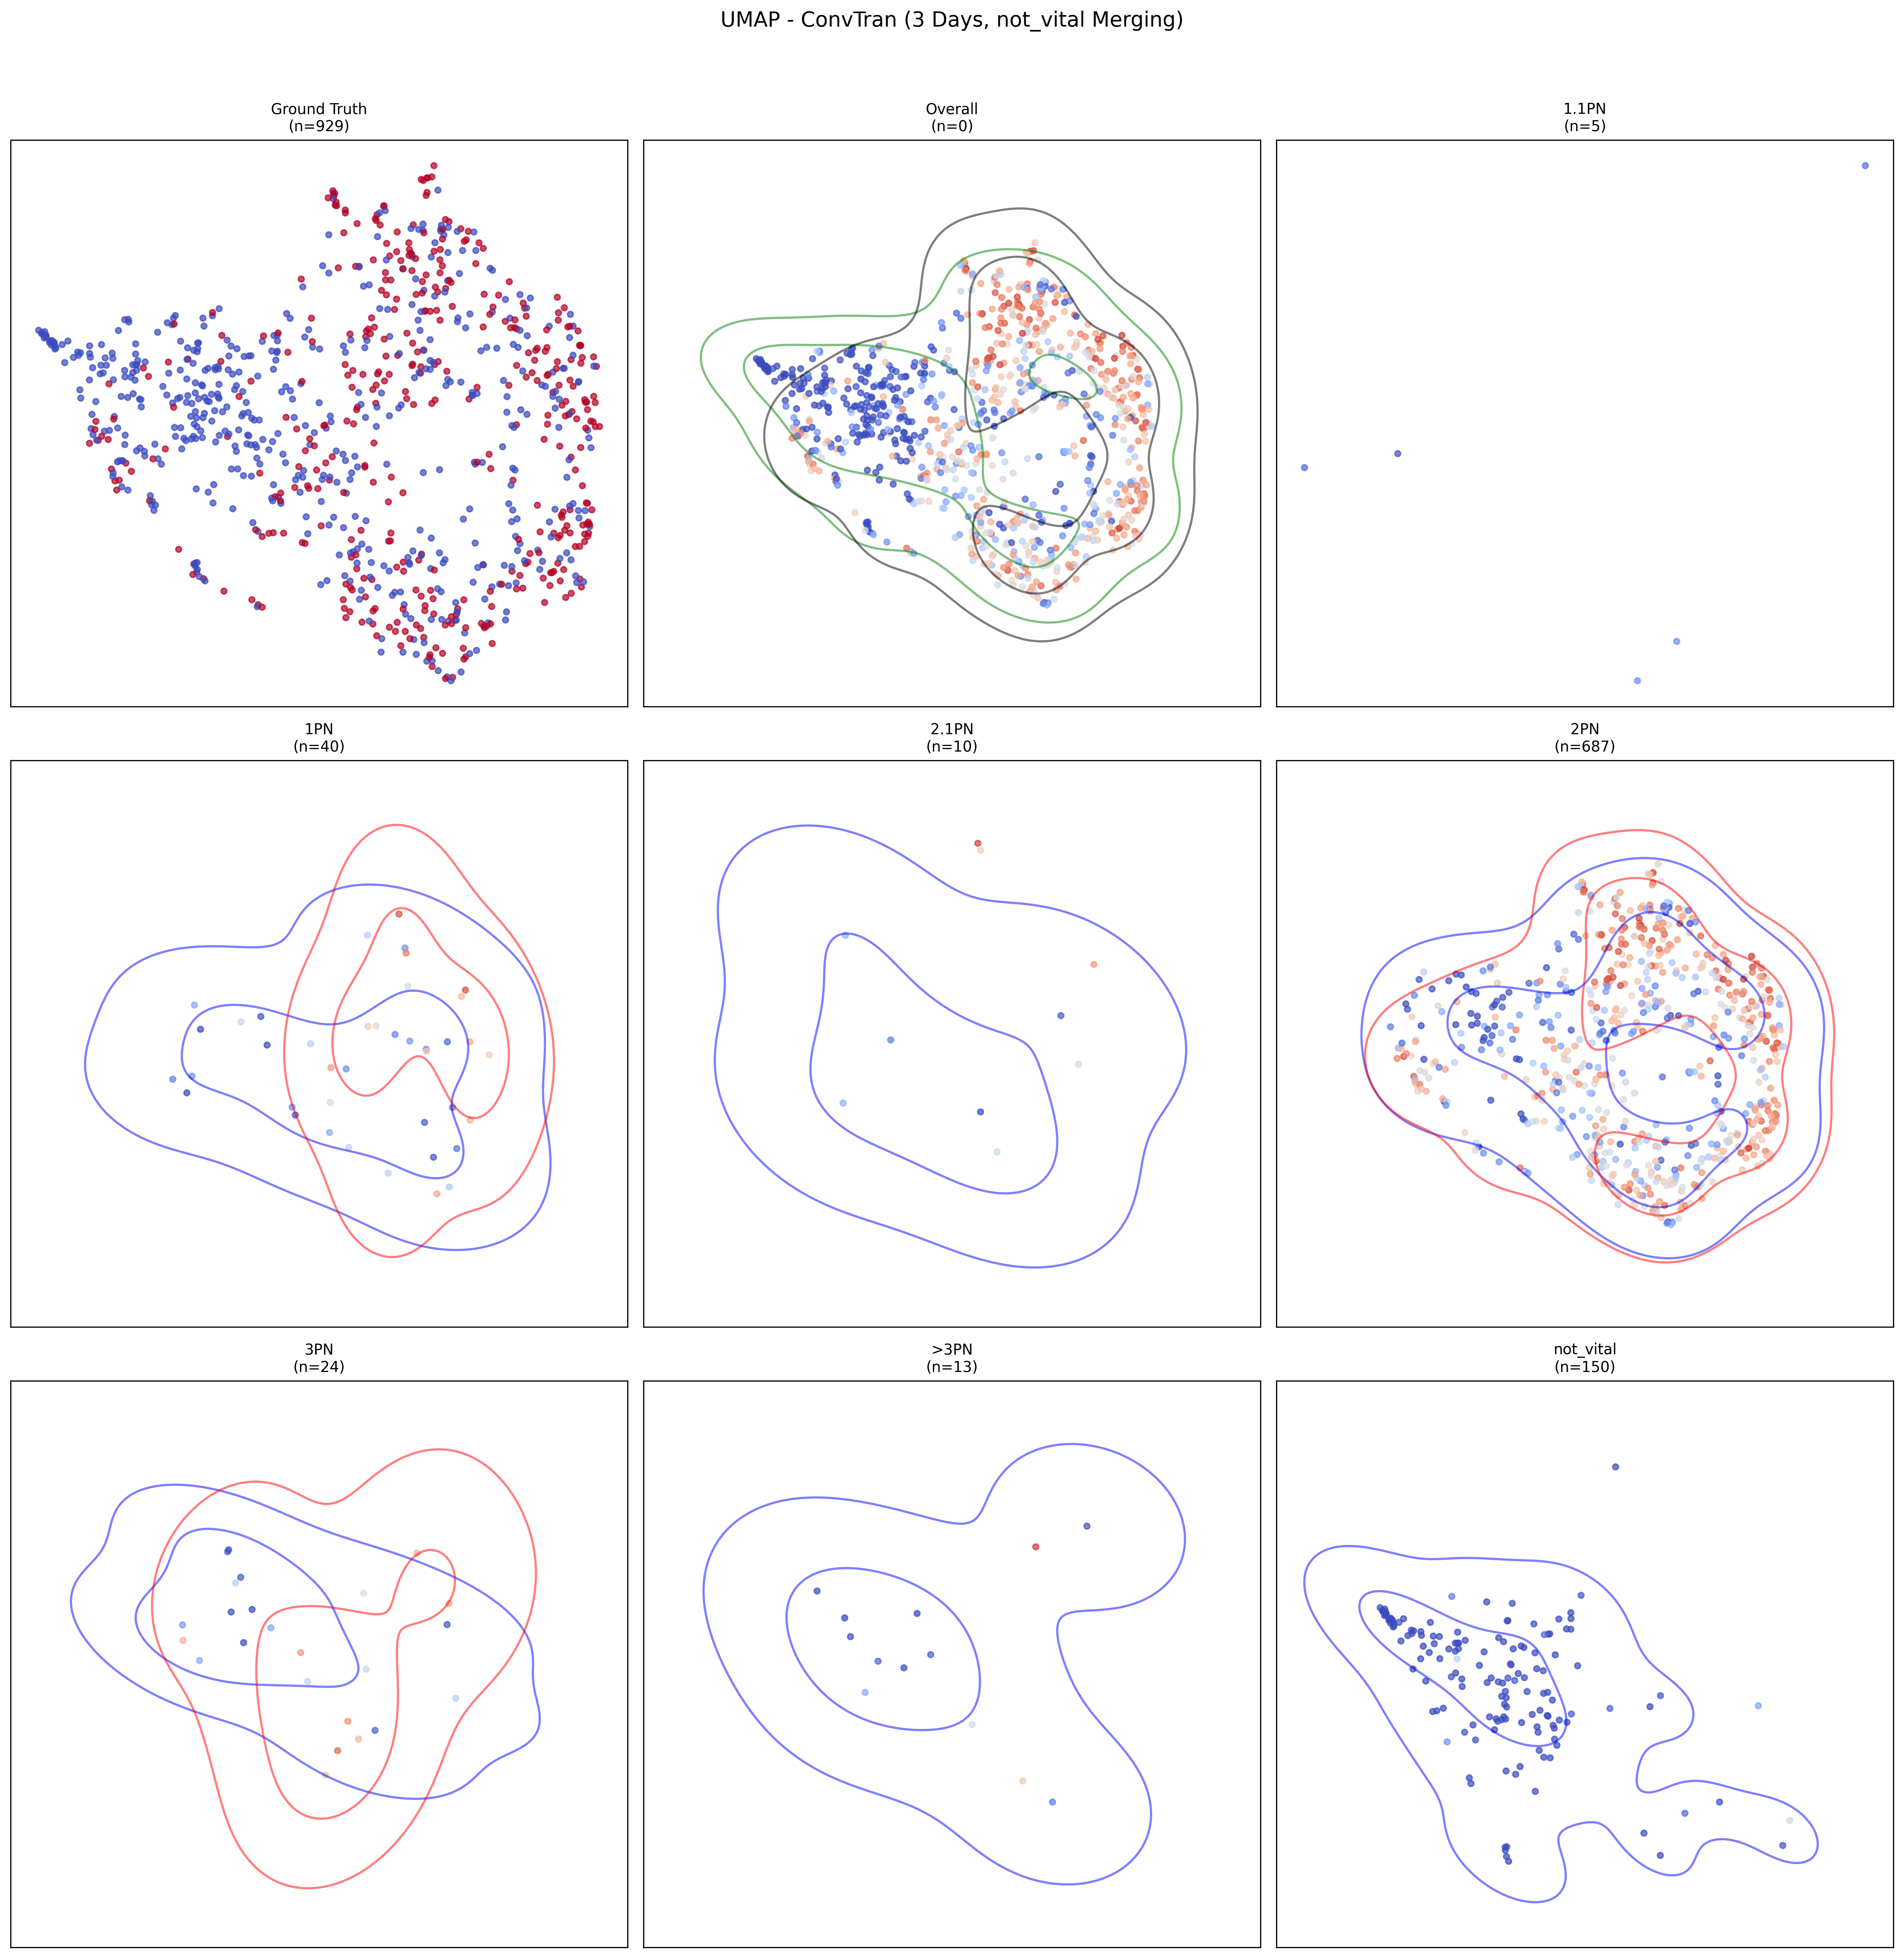 UMAP - ConvTran (3 Days, not_vital Merging)
Ground Truth
(n=929)
Overall
(n=0)
1.1PN
(n=5)
1PN
(n=40)
2.1PN
(n=10)
2PN
(n=687)
3PN
(n=24)
>3PN
(n=13)
not_vital
(n=150)